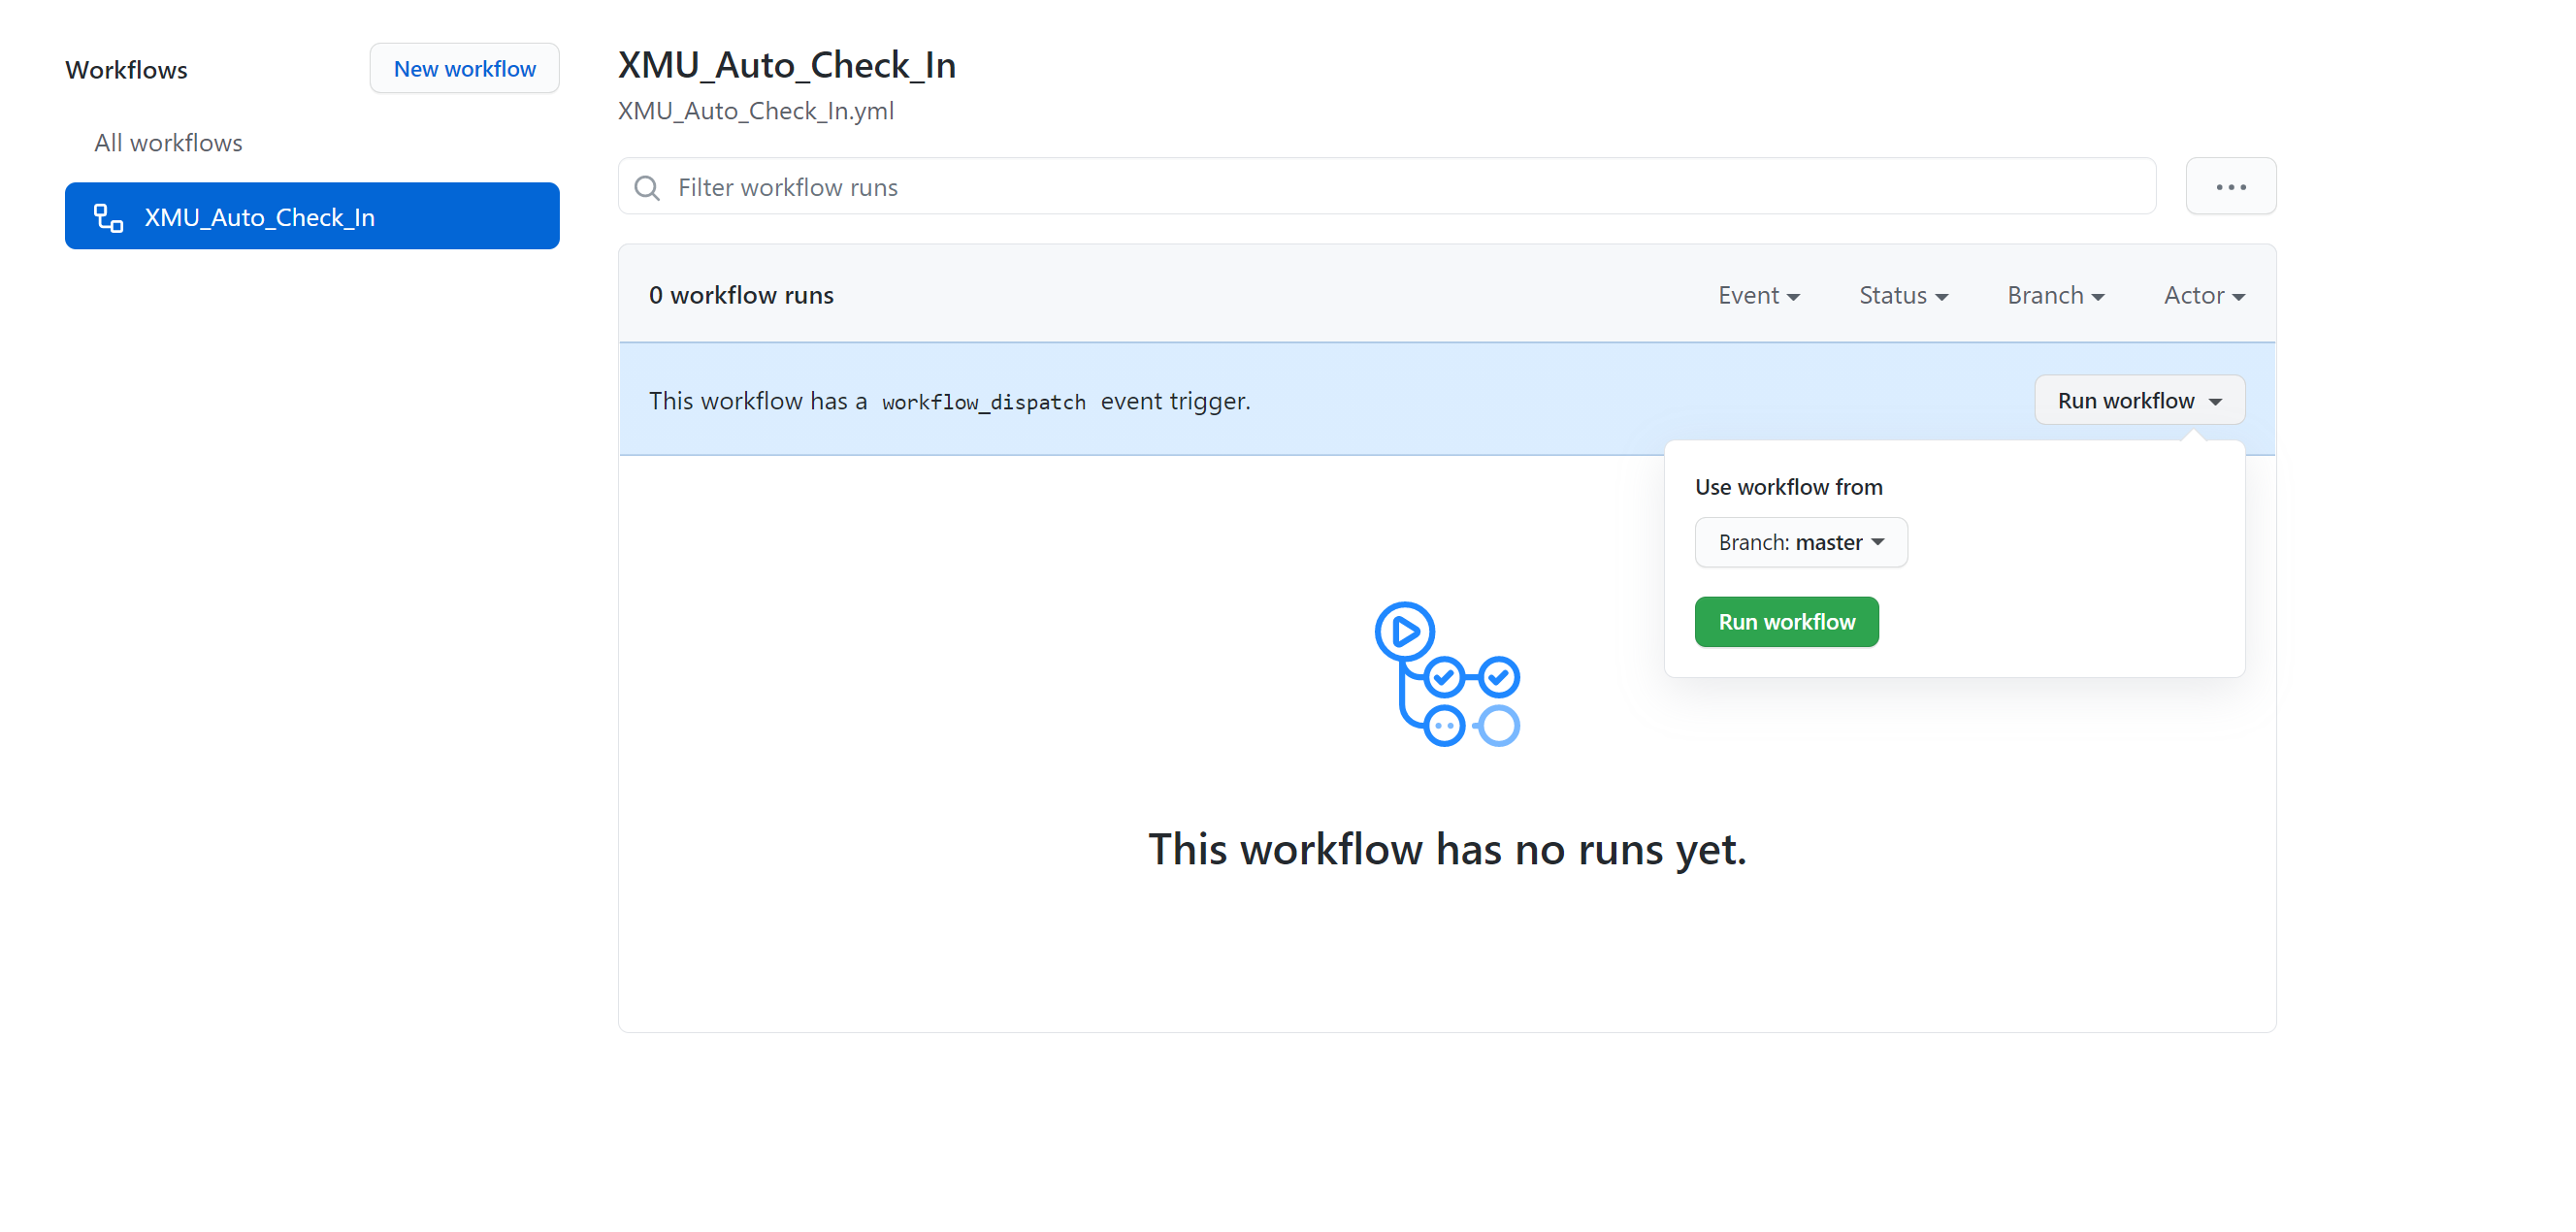 Workflows
New workflow
All workflows
XMU_Auto_Check_In
XMU_Auto_Check_In
XMU_Auto_Check_In.yml
Filter workflow runs
0 workflow runs
Event
Status
Branch
Actor
This workflow has a workflow_dispatch event trigger.
Run workflow
Use workflow from
Branch: master
Run workflow
This workflow has no runs yet.